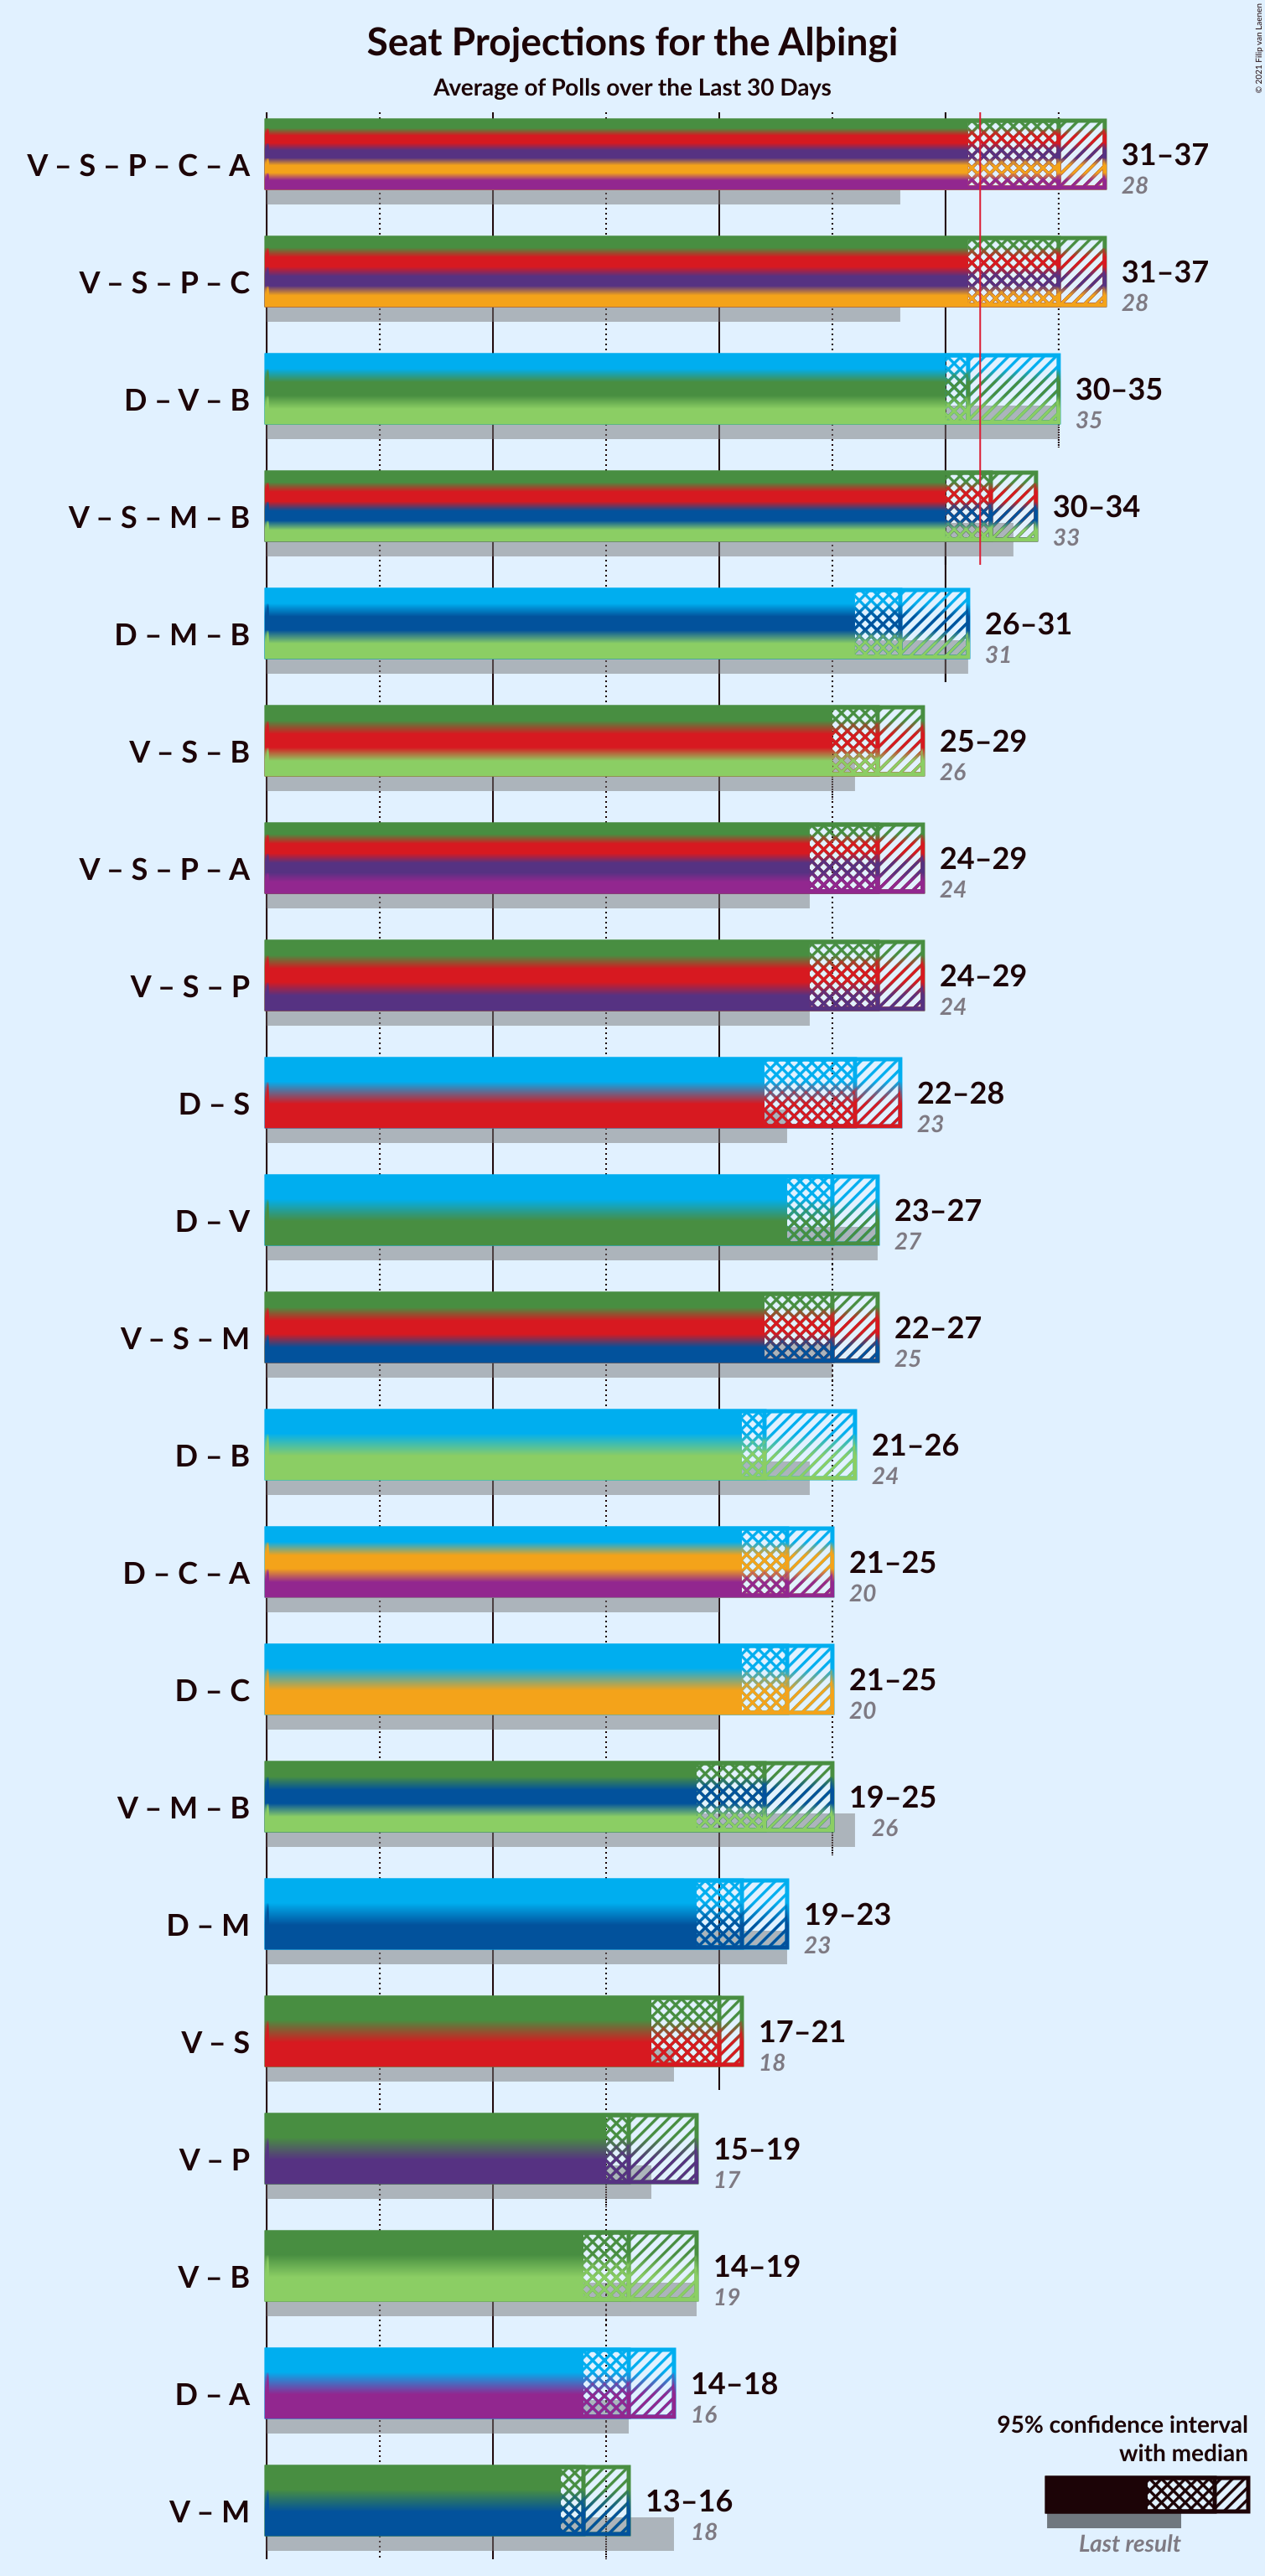 Seat Projections for the Alþingi
Average of Polls over the Last 30 Days
© 2021 Filip van Laenen
V – S – P – C – A
31–37
28
V – S – P – C
31–37
28
D – V – B
30–35
35
V – S – M – B
30–34
33
D – M – B
26–31
31
V – S – B
25–29
26
V – S – P – A
24–29
24
V – S – P
24–29
24
D – S
22–28
23
D – V
23–27
27
V – S – M
22–27
25
D – B
21–26
24
D – C – A
21–25
20
D – C
21–25
20
V – M – B
19–25
26
D – M
19–23
23
V – S
17–21
18
V – P
15–19
17
V – B
14–19
19
D – A
14–18
16
V – M
13–16
18
95% confidence interval
with median
Last result